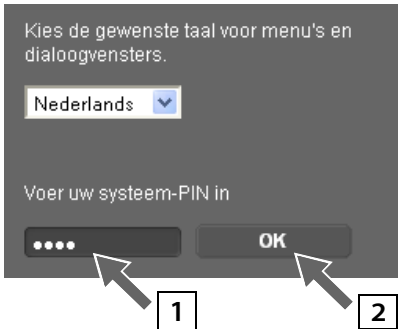 Kies de gewenste taal voor menu's en
dialoogvensters.
Nederlands
Voer uw systeem-PIN in
••••
OK
1
2